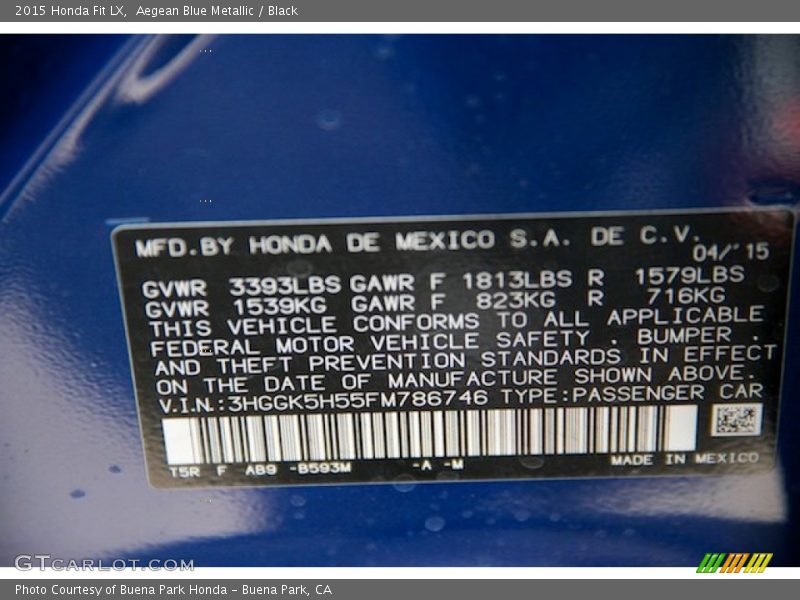 2015 Honda Fit LX,  Aegean Blue Metallic / Black
MFD.BY HONDA DE MEXICO S.A. DE C.V.
04/'15
GVWR 3393LBS GAWR F 1813LBS R 1579LBS
GVWR 1539KG GAWR F 823KG R 716KG
THIS VEHICLE CONFORMS TO ALL APPLICABLE
FEDERAL MOTOR VEHICLE SAFETY , BUMPER ,
AND THEFT PREVENTION STANDARDS IN EFFECT
ON THE DATE OF MANUFACTURE SHOWN ABOVE.
V.I.N.:3HGGK5H55FM786746 TYPE:PASSENGER CAR
T5R F AB9 -B593M -A -M MADE IN MEXICO
GTCARLOT.COM
Photo Courtesy of Buena Park Honda – Buena Park, CA